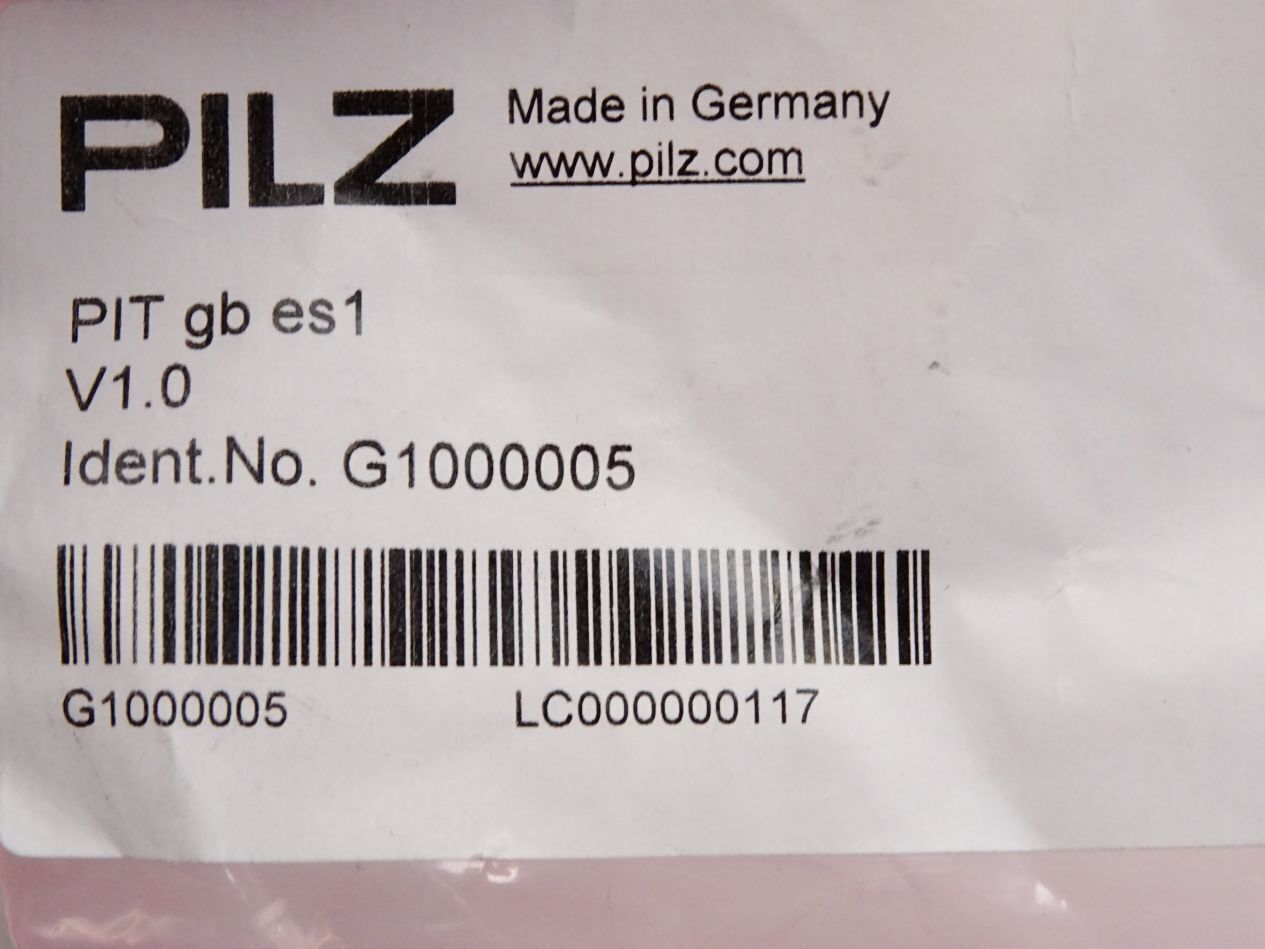 PILZ
Made in Germany
www.pilz.com
PIT gb es1
V1.0
Ident.No. G1000005
G1000005 LC000000117